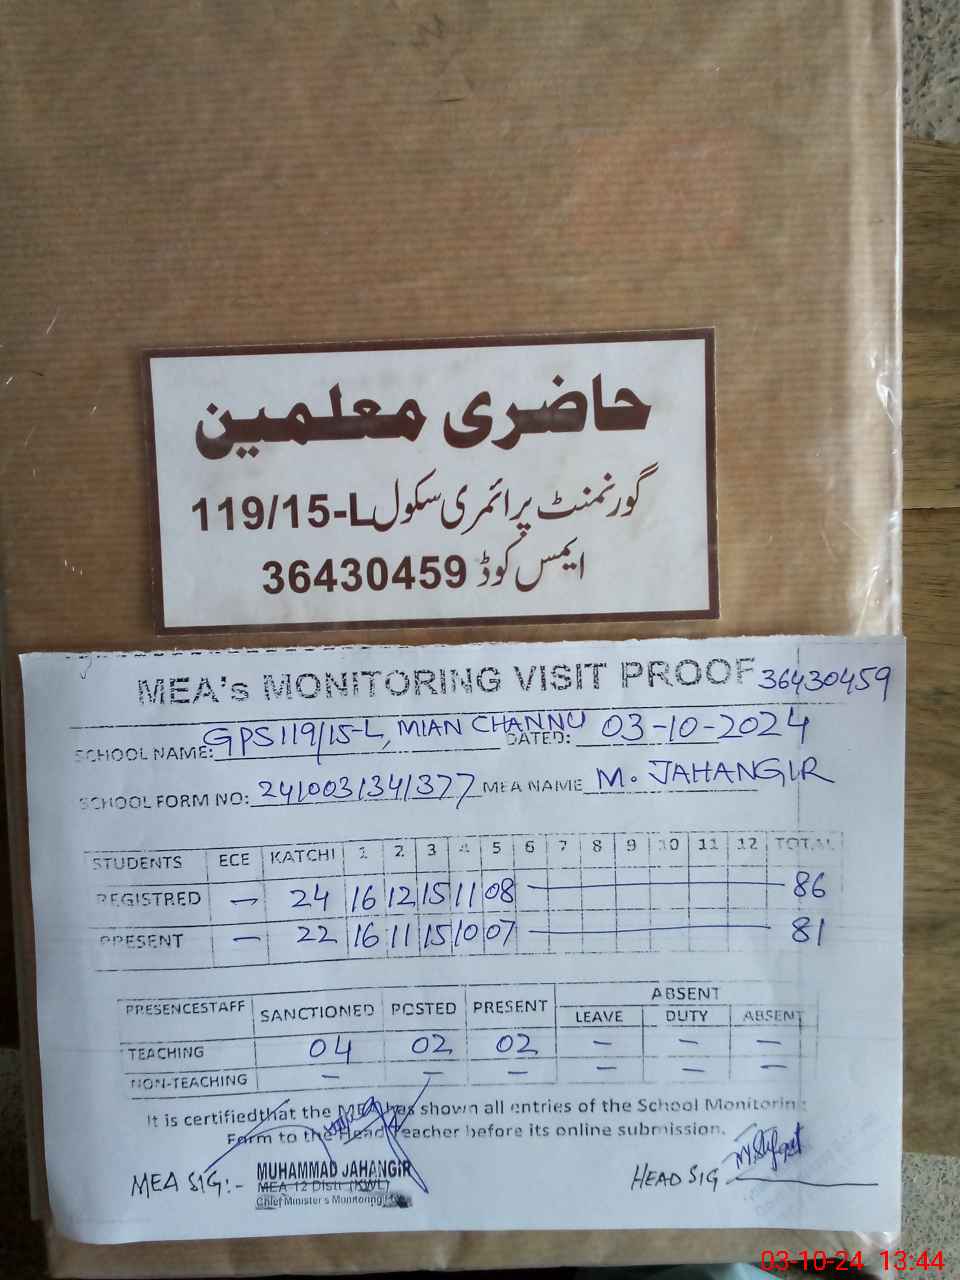 حاضری معلمین
گورنمنٹ پرائمری سکول 119/15-L
ایمس کوڈ 36430459
MEA's MONITORING VISIT PROOF 36430459
SCHOOL NAME: GPS 119/15-L, MIAN CHANNU DATED: 03-10-2024
SCHOOL FORM NO: 2410031341377 MEA NAME M. JAHANGIR
STUDENTS ECE KATCHI 1 2 3 4 5 6 7 8 9 10 11 12 TOTAL
REGISTRED - 24 16 12 15 11 08 - 86
PRESENT - 22 16 11 15 10 07 - 81
PRESENCESTAFF SANCTIONED POSTED PRESENT ABSENT
LEAVE DUTY ABSENT
TEACHING 04 02 02 - - -
NON-TEACHING - - - - - -
It is certified that the MEA has shown all entries of the School Monitoring
Form to the Head Teacher before its online submission.
MEA SIG:- MUHAMMAD JAHANGIR HEAD SIG
MEA-12 Distt (KWL)
Chief Minister's Monitoring
03-10-24 13:44